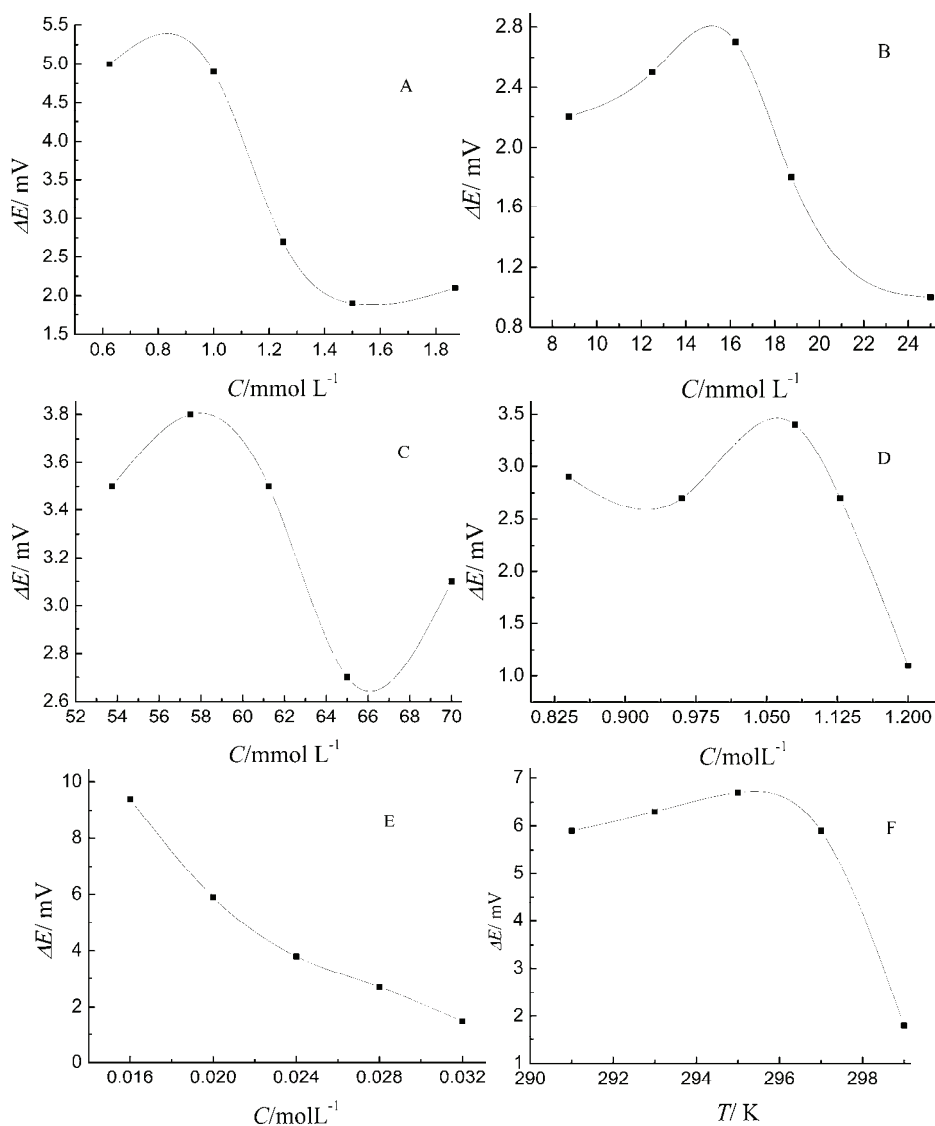 5.5
5.0
4.5
4.0
3.5
3.0
2.5
2.0
1.5
ΔE/ mV
A
0.6 0.8 1.0 1.2 1.4 1.6 1.8
C/mmol L⁻¹
2.8
2.4
2.0
1.6
1.2
0.8
ΔE/ mV
B
8 10 12 14 16 18 20 22 24
C/mmol L⁻¹
3.8
3.6
3.4
3.2
3.0
2.8
2.6
ΔE/ mV
C
52 54 56 58 60 62 64 66 68 70
C/mmol L⁻¹
3.5
3.0
2.5
2.0
1.5
1.0
ΔE/ mV
D
0.825 0.900 0.975 1.050 1.125 1.200
C/molL⁻¹
10
8
6
4
2
0
ΔE/ mV
E
0.016 0.020 0.024 0.028 0.032
C/molL⁻¹
7
6
5
4
3
2
1
ΔE/ mV
F
290 292 294 296 298
T/ K